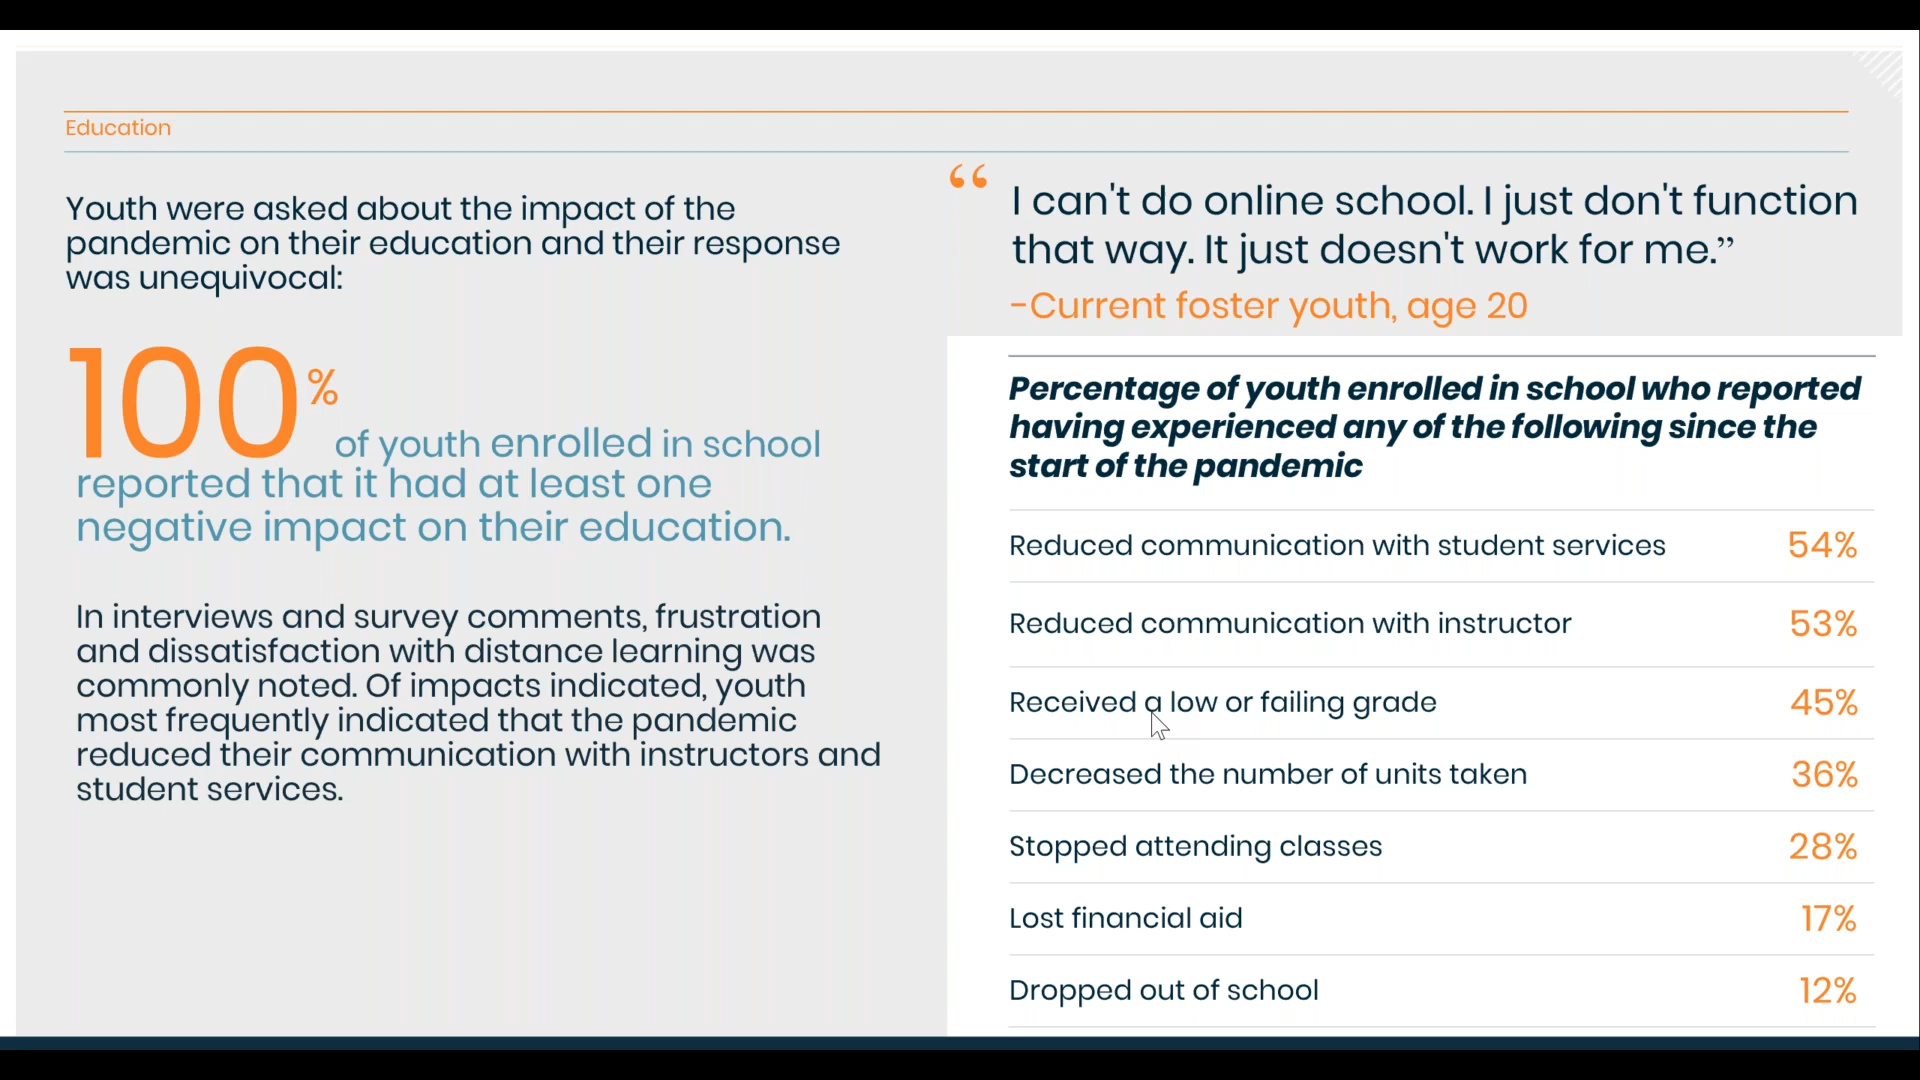 Education
Youth were asked about the impact of the
pandemic on their education and their response
was unequivocal:
100%
of youth enrolled in school
reported that it had at least one
negative impact on their education.
In interviews and survey comments, frustration
and dissatisfaction with distance learning was
commonly noted. Of impacts indicated, youth
most frequently indicated that the pandemic
reduced their communication with instructors and
student services.
“ I can't do online school. I just don't function
that way. It just doesn't work for me.”
-Current foster youth, age 20
Percentage of youth enrolled in school who reported
having experienced any of the following since the
start of the pandemic
Reduced communication with student services 54%
Reduced communication with instructor 53%
Received a low or failing grade 45%
Decreased the number of units taken 36%
Stopped attending classes 28%
Lost financial aid 17%
Dropped out of school 12%